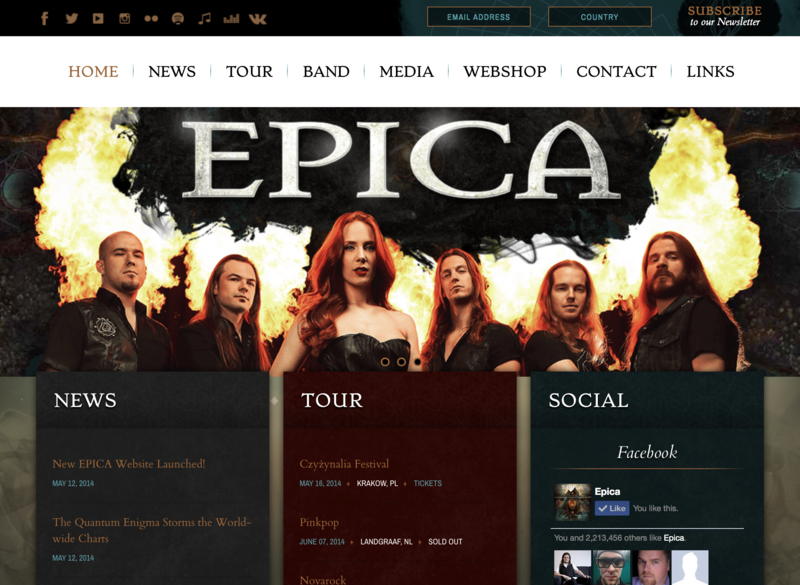 EMAIL ADDRESS
COUNTRY
SUBSCRIBE
to our Newsletter
HOME
NEWS
TOUR
BAND
MEDIA
WEBSHOP
CONTACT
LINKS
EPICA
NEWS
New EPICA Website Launched!
MAY 12, 2014
The Quantum Enigma Storms the World-
wide Charts
MAY 12, 2014
TOUR
Czyżynalia Festival
MAY 16, 2014 KRAKOW, PL TICKETS
Pinkpop
JUNE 07, 2014 LANDGRAAF, NL SOLD OUT
Novarock
SOCIAL
Facebook
Epica
Like You like this.
You and 2,213,456 others like Epica.